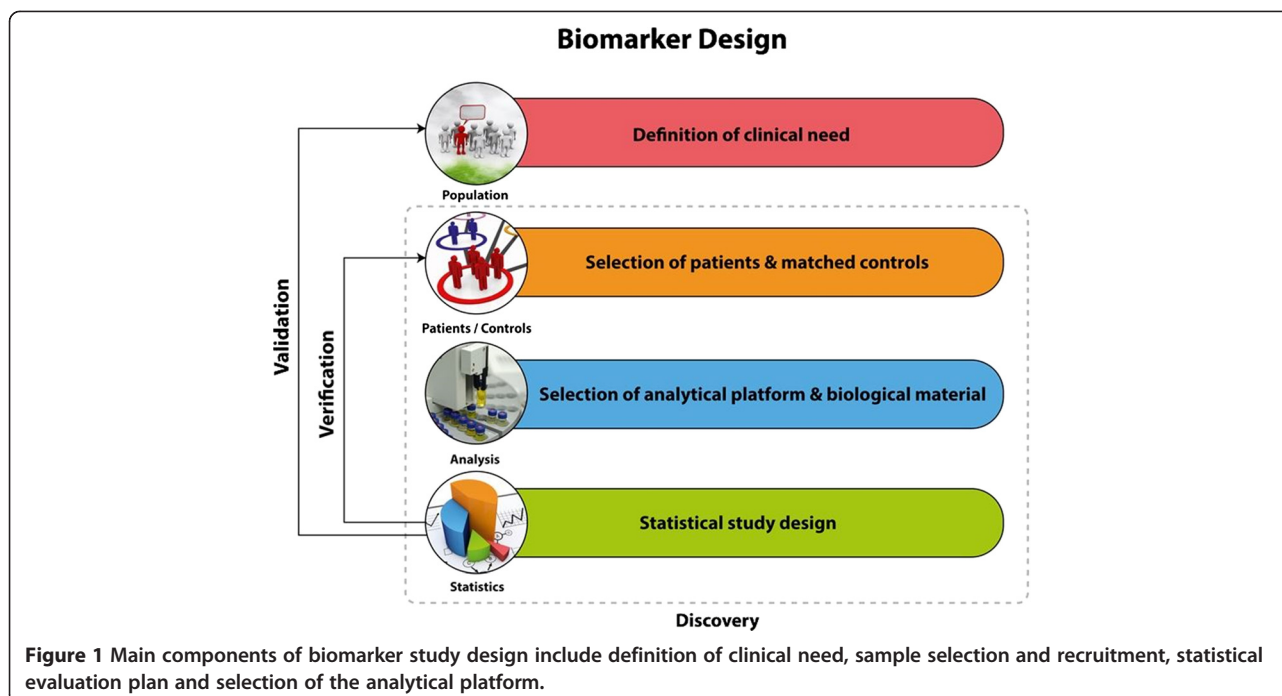 Biomarker Design
Definition of clinical need
Population
Selection of patients & matched controls
Patients / Controls
Selection of analytical platform & biological material
Analysis
Statistical study design
Statistics
Validation
Verification
Discovery
Figure 1 Main components of biomarker study design include definition of clinical need, sample selection and recruitment, statistical
evaluation plan and selection of the analytical platform.